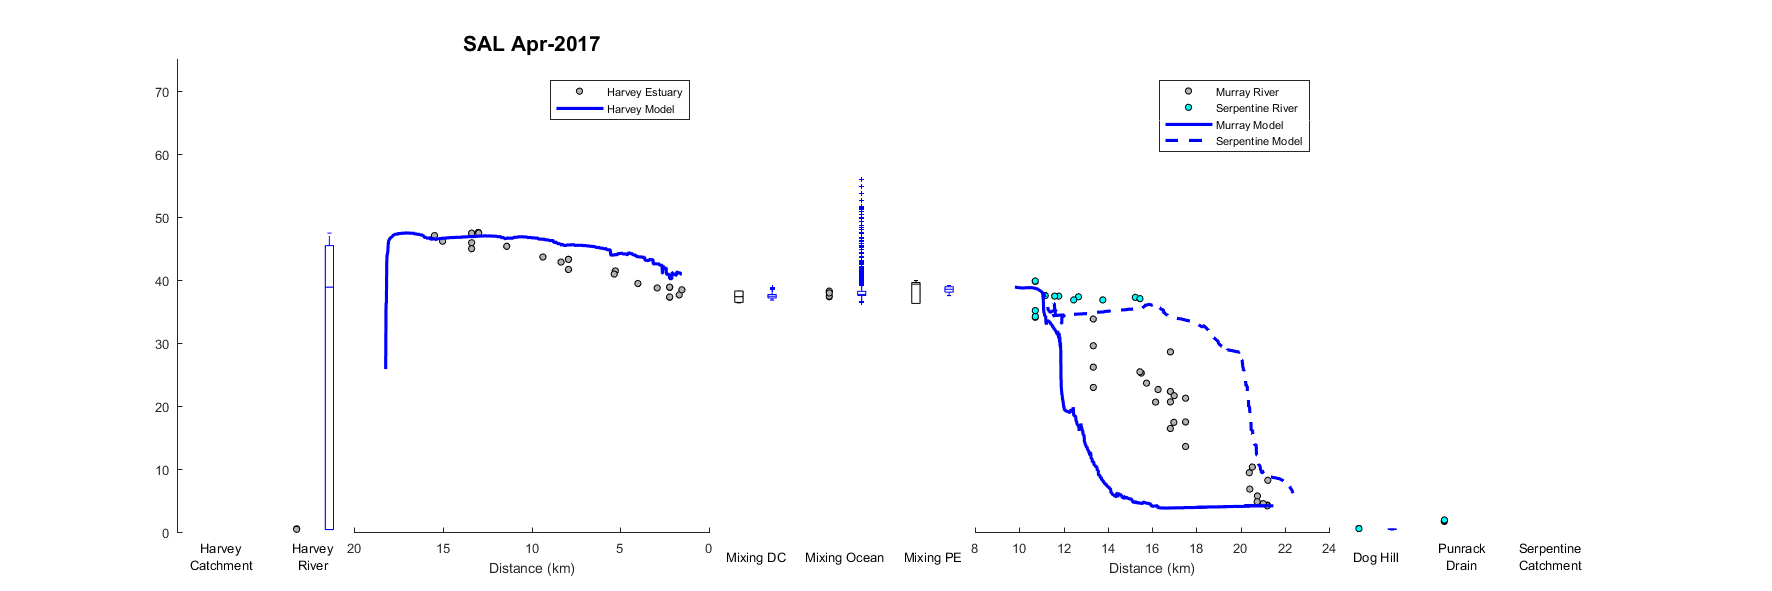 SAL Apr-2017
70
60
50
40
30
20
10
0
Harvey Estuary
Harvey Model
Murray River
Serpentine River
Murray Model
Serpentine Model
Harvey
Catchment
Harvey
River
20 15 10 5 0
Distance (km)
Mixing DC
Mixing Ocean
Mixing PE
8 10 12 14 16 18 20 22 24
Distance (km)
Dog Hill
Punrack
Drain
Serpentine
Catchment